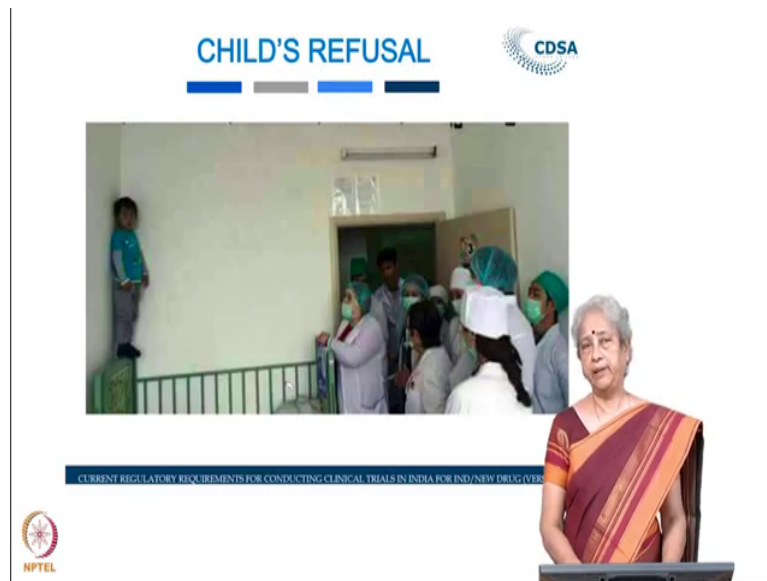 CHILD'S REFUSAL
CDSA
CURRENT REGULATORY REQUIREMENTS FOR CONDUCTING CLINICAL TRIALS IN INDIA FOR IND/NEW DRUG (VER
NPTEL